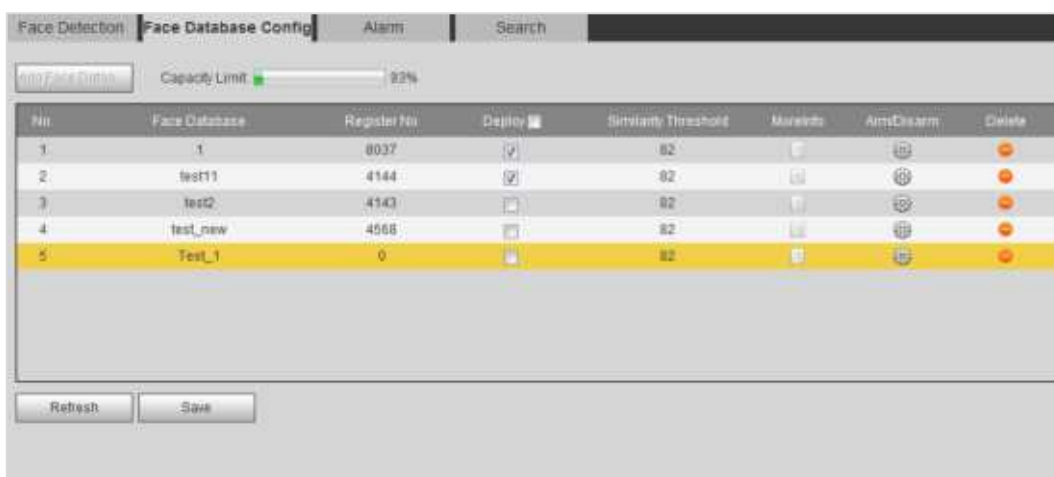 Face Detection Face Database Config Alarm Search
Capacity Limit 93%
No Face Database Register No Deploy Similarity Threshold MoreInfo Arm/Disarm Delete
1 1 8037 82
2 test11 4144 82
3 test2 4143 82
4 test_new 4568 82
5 Test_1 0 82
Refresh Save